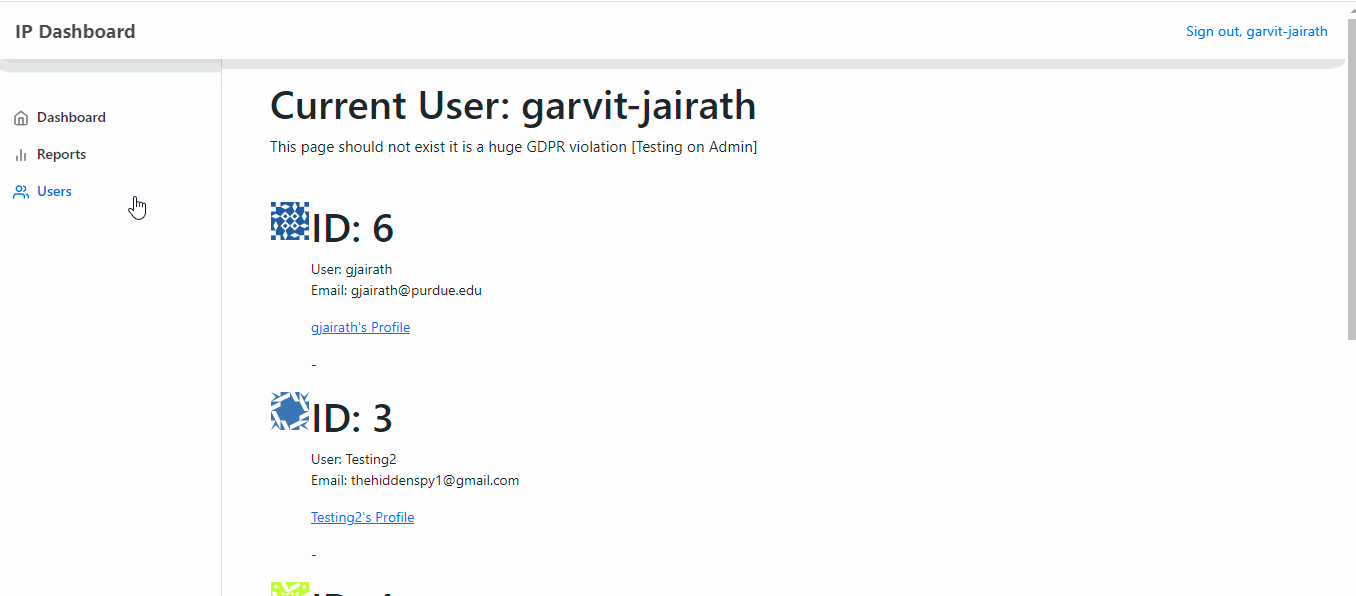 IP Dashboard
Sign out, garvit-jairath
Dashboard
Reports
Users
Current User: garvit-jairath
This page should not exist it is a huge GDPR violation [Testing on Admin]
ID: 6
User: gjairath
Email: gjairath@purdue.edu
gjairath's Profile
-
ID: 3
User: Testing2
Email: thehiddenspy1@gmail.com
Testing2's Profile
-
ID: